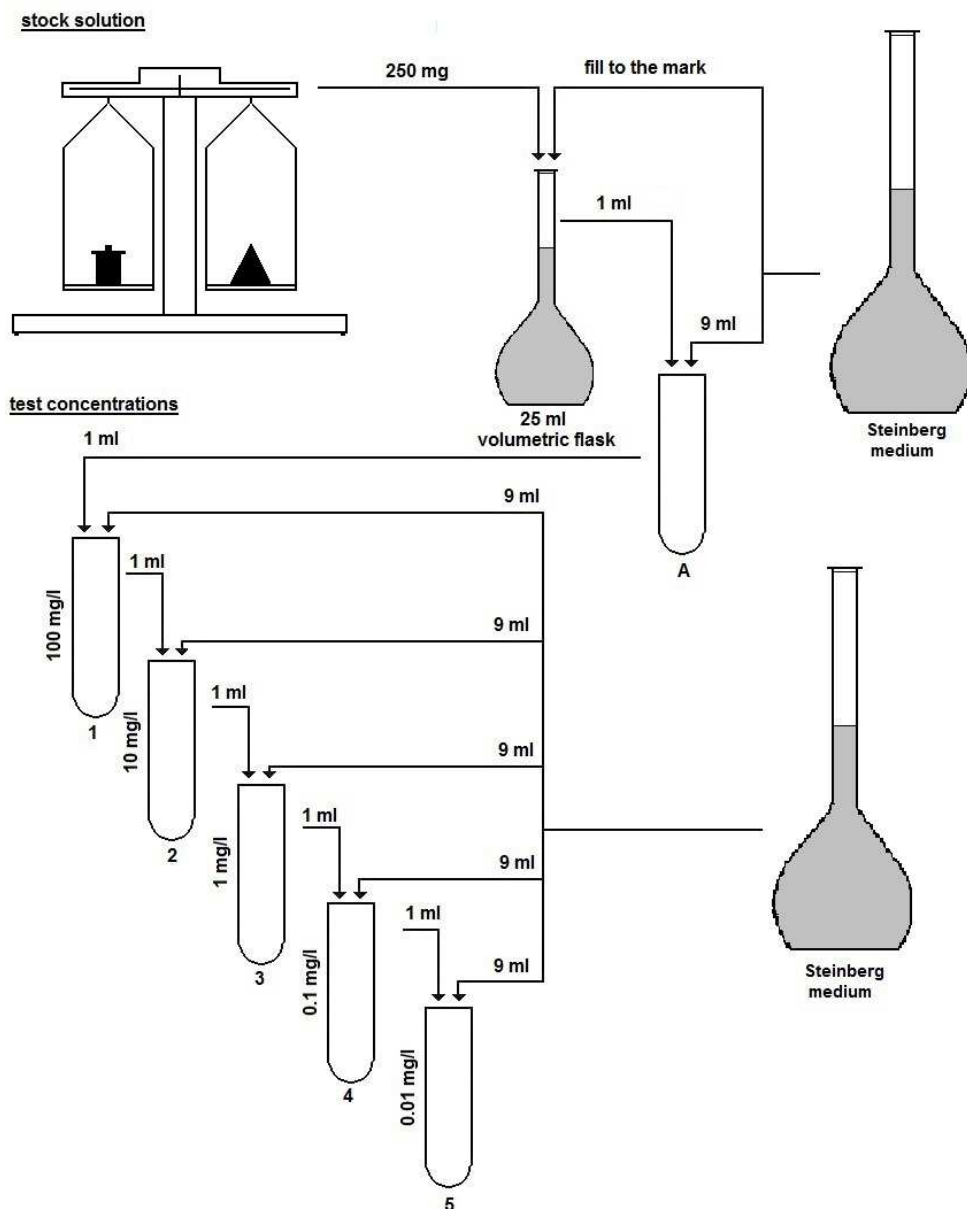 stock solution
250 mg
fill to the mark
1 ml
9 ml
25 ml
volumetric flask
Steinberg
medium
A
test concentrations
1 ml
9 ml
100 mg/l
1
1 ml
9 ml
10 mg/l
2
1 ml
9 ml
1 mg/l
3
1 ml
9 ml
0.1 mg/l
4
1 ml
9 ml
0.01 mg/l
5
Steinberg
medium